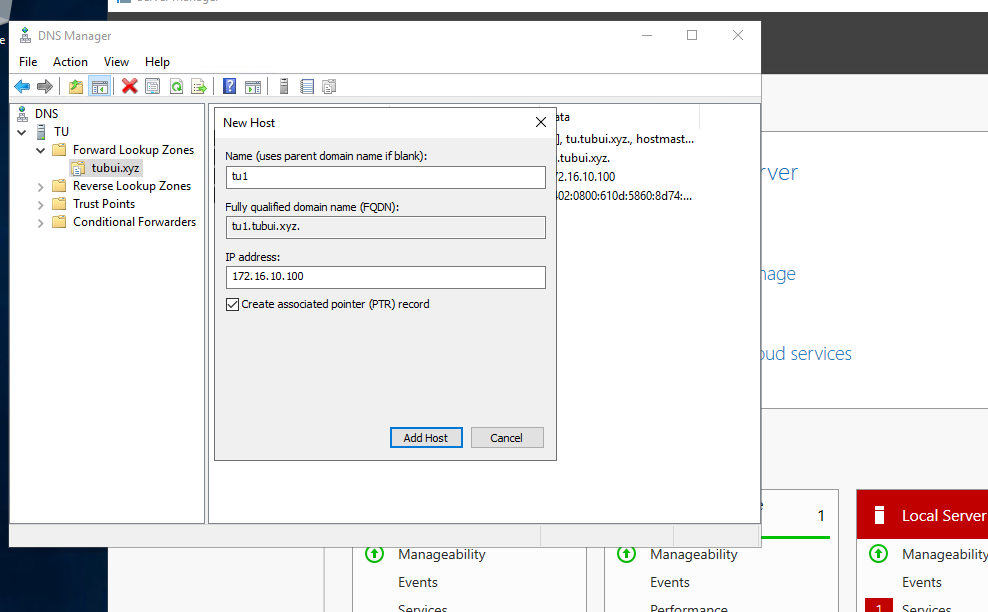 Server Manager
DNS Manager
File Action View Help
DNS
TU
Forward Lookup Zones
tubui.xyz
Reverse Lookup Zones
Trust Points
Conditional Forwarders
New Host
Name (uses parent domain name if blank):
tu1
Fully qualified domain name (FQDN):
tu1.tubui.xyz.
IP address:
172.16.10.100
Create associated pointer (PTR) record
Add Host Cancel
ata
], tu.tubui.xyz., hostmast...
.tubui.xyz.
72.16.10.100
402:0800:610d:5860:8d74:...
rver
nage
oud services
1
Local Server
Manageability
Events
Services
Manageability
Events
Performance
Manageability
Events
1 Services